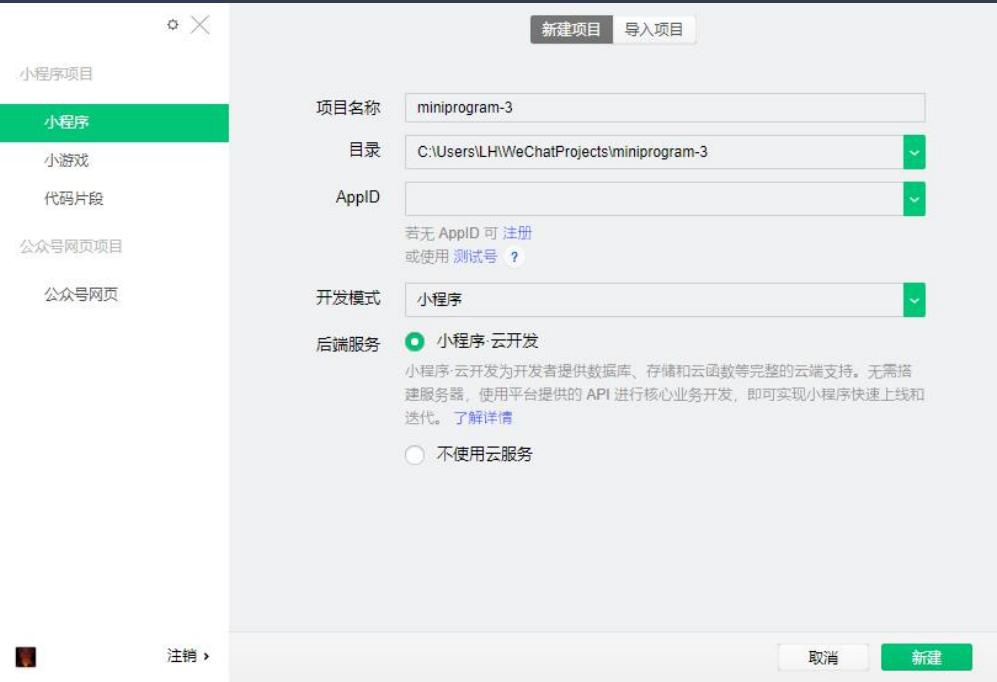 小程序项目
小程序
小游戏
代码片段
公众号网页项目
公众号网页
注销 ›
新建项目 导入项目
项目名称 miniprogram-3
目录 C:\Users\LH\WeChatProjects\miniprogram-3
AppID
若无 AppID 可 注册
或使用 测试号 ?
开发模式 小程序
后端服务 小程序·云开发
小程序·云开发为开发者提供数据库、存储和云函数等完整的云端支持。无需搭
建服务器，使用平台提供的 API 进行核心业务开发，即可实现小程序快速上线和
迭代。 了解详情
不使用云服务
取消 新建